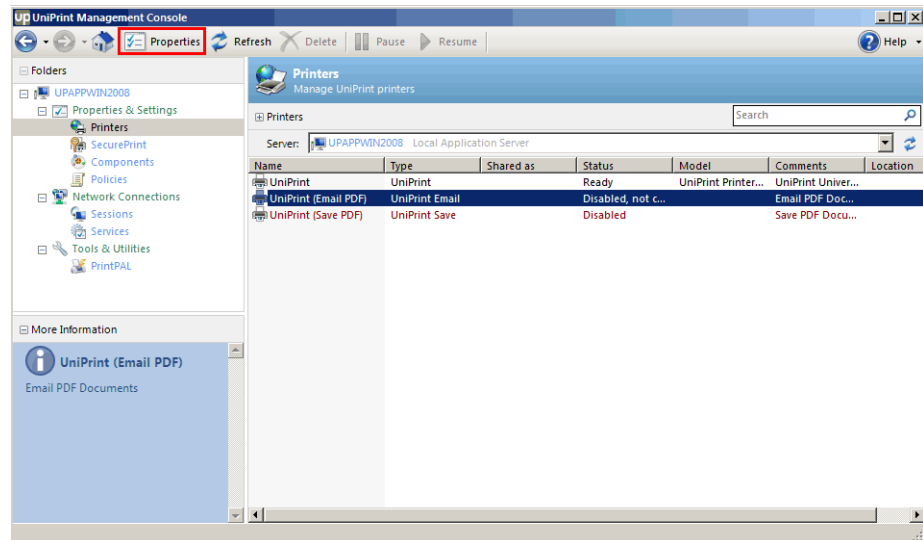 UP UniPrint Management Console
Properties Refresh Delete Pause Resume Help
Folders
UPAPPWIN2008
Properties & Settings
Printers
SecurePrint
Components
Policies
Network Connections
Sessions
Services
Tools & Utilities
PrintPAL
More Information
UniPrint (Email PDF)
Email PDF Documents
Printers
Manage UniPrint printers
Printers Search
Server: UPAPPWIN2008 Local Application Server
Name Type Shared as Status Model Comments Location
UniPrint UniPrint Ready UniPrint Printer... UniPrint Univer...
UniPrint (Email PDF) UniPrint Email Disabled, not c... Email PDF Doc...
UniPrint (Save PDF) UniPrint Save Disabled Save PDF Docu...